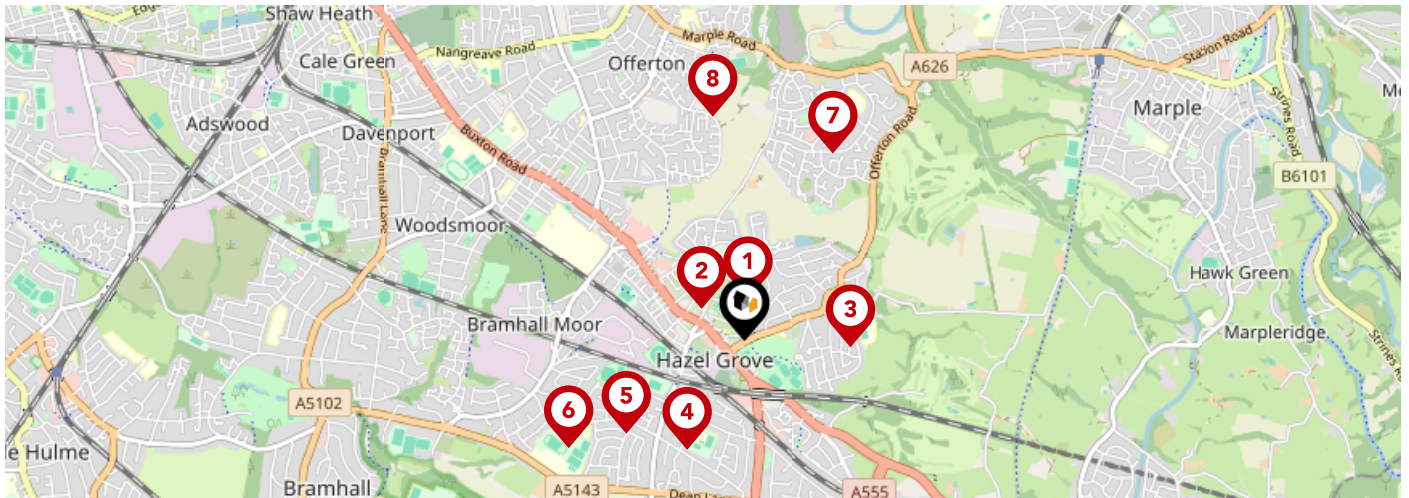 Edge
Shaw Heath
Nangreave Road
Cale Green
Marple Road
Offerton
8
A626
Station Road
Marple
Me
Adswood
Davenport
Buxton Road
7
Offerton Road
Strines Road
B6101
Bramhall Lane
Woodsmoor
2
1
3
Hawk Green
Bramhall Moor
Hazel Grove
Marpleridge
Strines R
A5102
6
5
4
le Hulme
Bramhall
A5143
Dean Lane
A555